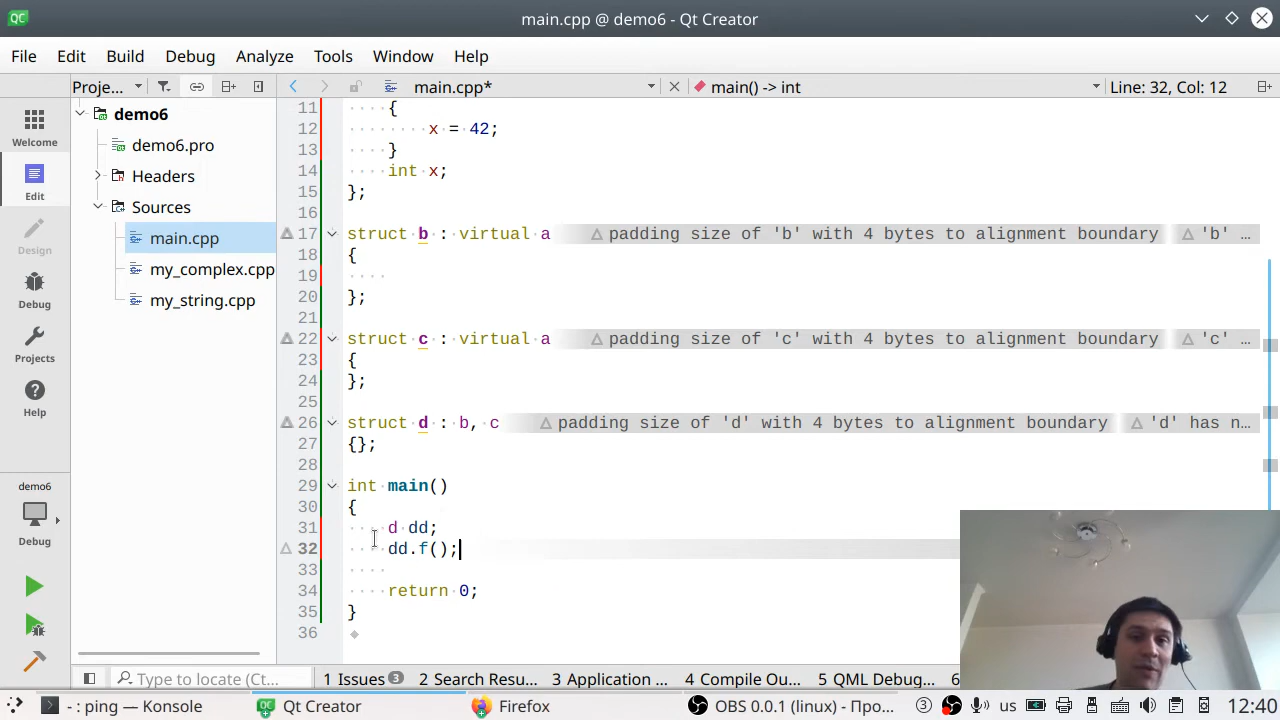 main.cpp @ demo6 - Qt Creator
File Edit Build Debug Analyze Tools Window Help
Proje... main.cpp* main() -> int Line: 32, Col: 12
Welcome
Edit
Design
Debug
Projects
Help
demo6
Debug
demo6
demo6.pro
Headers
Sources
main.cpp
my_complex.cpp
my_string.cpp
11 {
12 x = 42;
13 }
14 int x;
15 };
16
17 struct b : virtual a padding size of 'b' with 4 bytes to alignment boundary 'b' …
18 {
19
20 };
21
22 struct c : virtual a padding size of 'c' with 4 bytes to alignment boundary 'c' …
23 {
24 };
25
26 struct d : b, c padding size of 'd' with 4 bytes to alignment boundary 'd' has n…
27 {};
28
29 int main()
30 {
31 d dd;
32 dd.f();
33
34 return 0;
35 }
36
Type to locate (Ct... 1 Issues 3 2 Search Resu... 3 Application ... 4 Compile Out... 5 QML Debug... 6
- : ping — Konsole Qt Creator Firefox OBS 0.0.1 (linux) - Про... 3 us 12:40